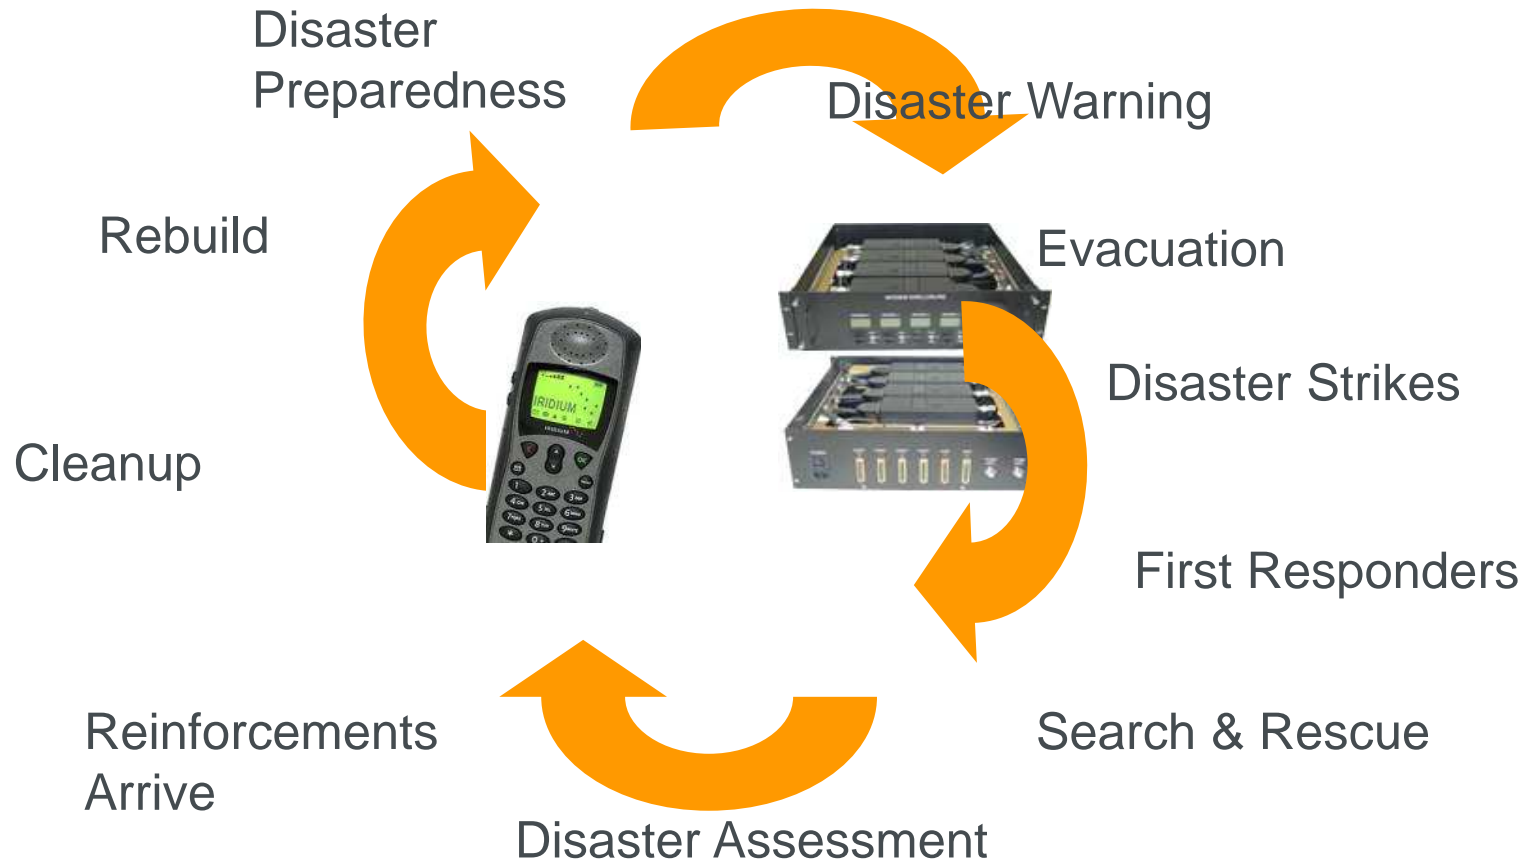 Disaster
Preparedness
Disaster Warning
Rebuild
Evacuation
Disaster Strikes
IRIDIUM
Cleanup
First Responders
Reinforcements
Arrive
Search & Rescue
Disaster Assessment